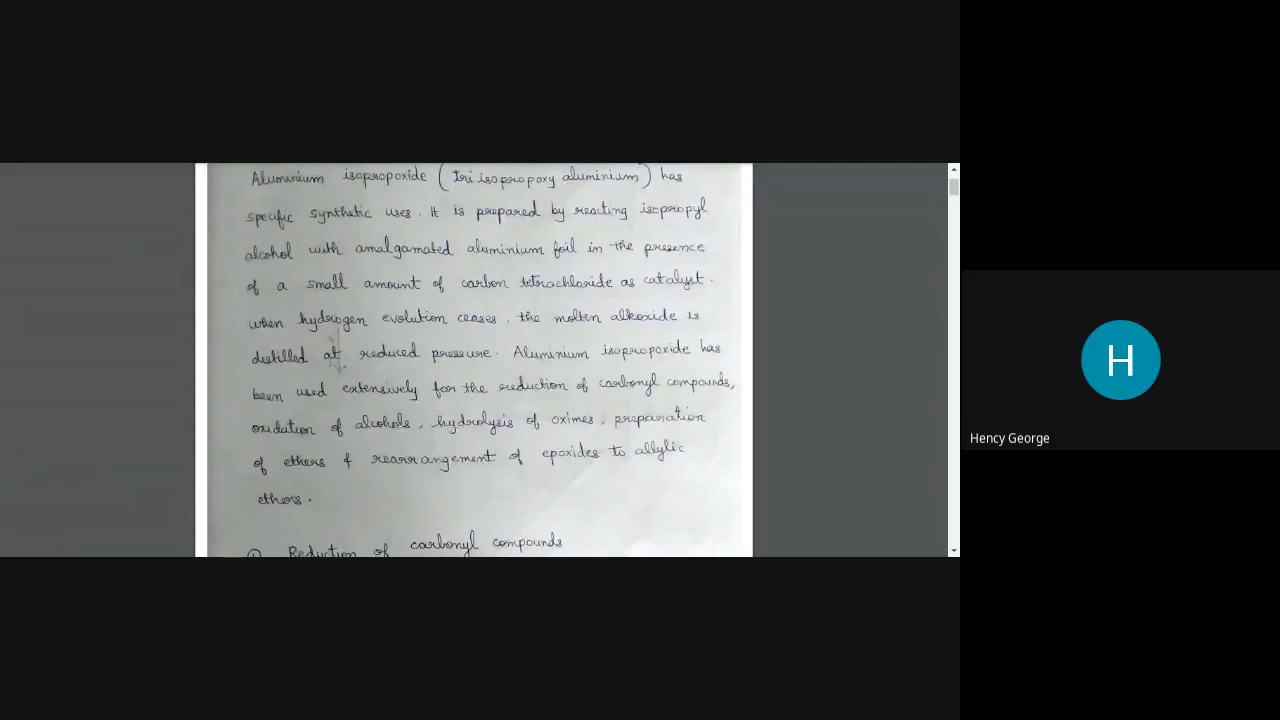 Aluminium isopropoxide (tri isopropoxy aluminium) has
specific synthetic uses. It is prepared by reacting isopropyl
alcohol with amalgamated aluminium foil in the presence
of a small amount of carbon tetrachloride as catalyst.
when hydrogen evolution ceases, the molten alkoxide is
distilled at reduced pressure. Aluminium isopropoxide has
been used extensively for the reduction of carbonyl compounds,
oxidation of alcohols, hydrolysis of oximes, preparation
of ethers & rearrangement of epoxides to allylic
ethers.
① Reduction of carbonyl compounds
H
Hency George